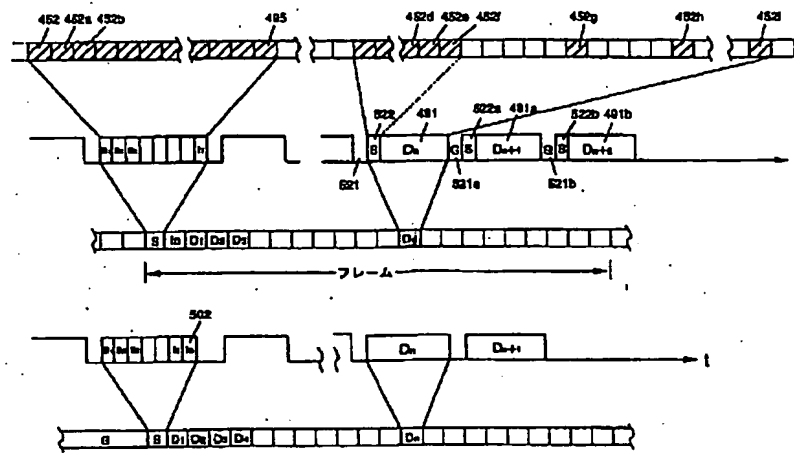 452 452a 452b 495 452d 452e 452f 452g 452h 452i
522 491 522a 491a 522b 491b
S Dn G S Dn+1 G S Dn+2
521 521a 521b
S I0 D1 D2 D3 Dn
フレーム
502
Dn Dn+1
t
G S D1 D2 D3 D4 Dn